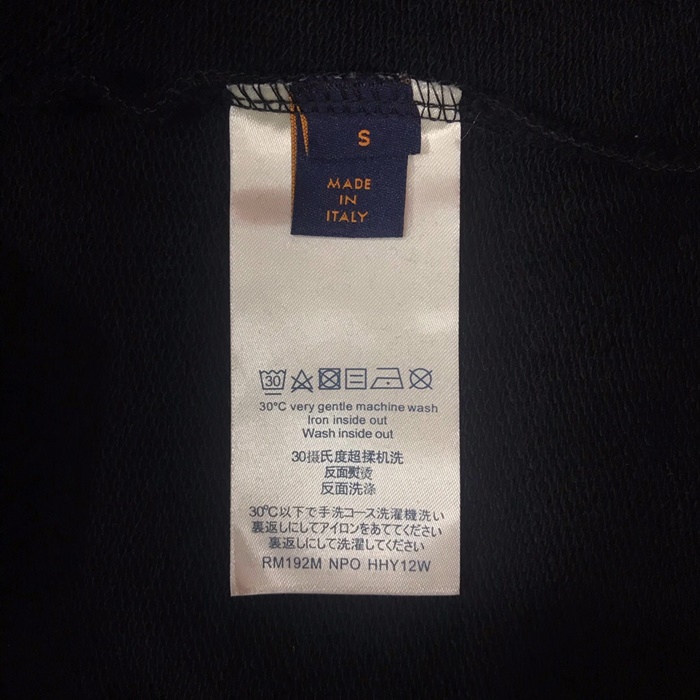 S
MADE
IN
ITALY
30
30°C very gentle machine wash
Iron inside out
Wash inside out
30摄氏度超揉机洗
反面熨烫
反面洗涤
30℃以下で手洗コース洗濯機洗い
裏返しにしてアイロンをあててください
裏返しにして洗濯してください
RM192M NPO HHY12W